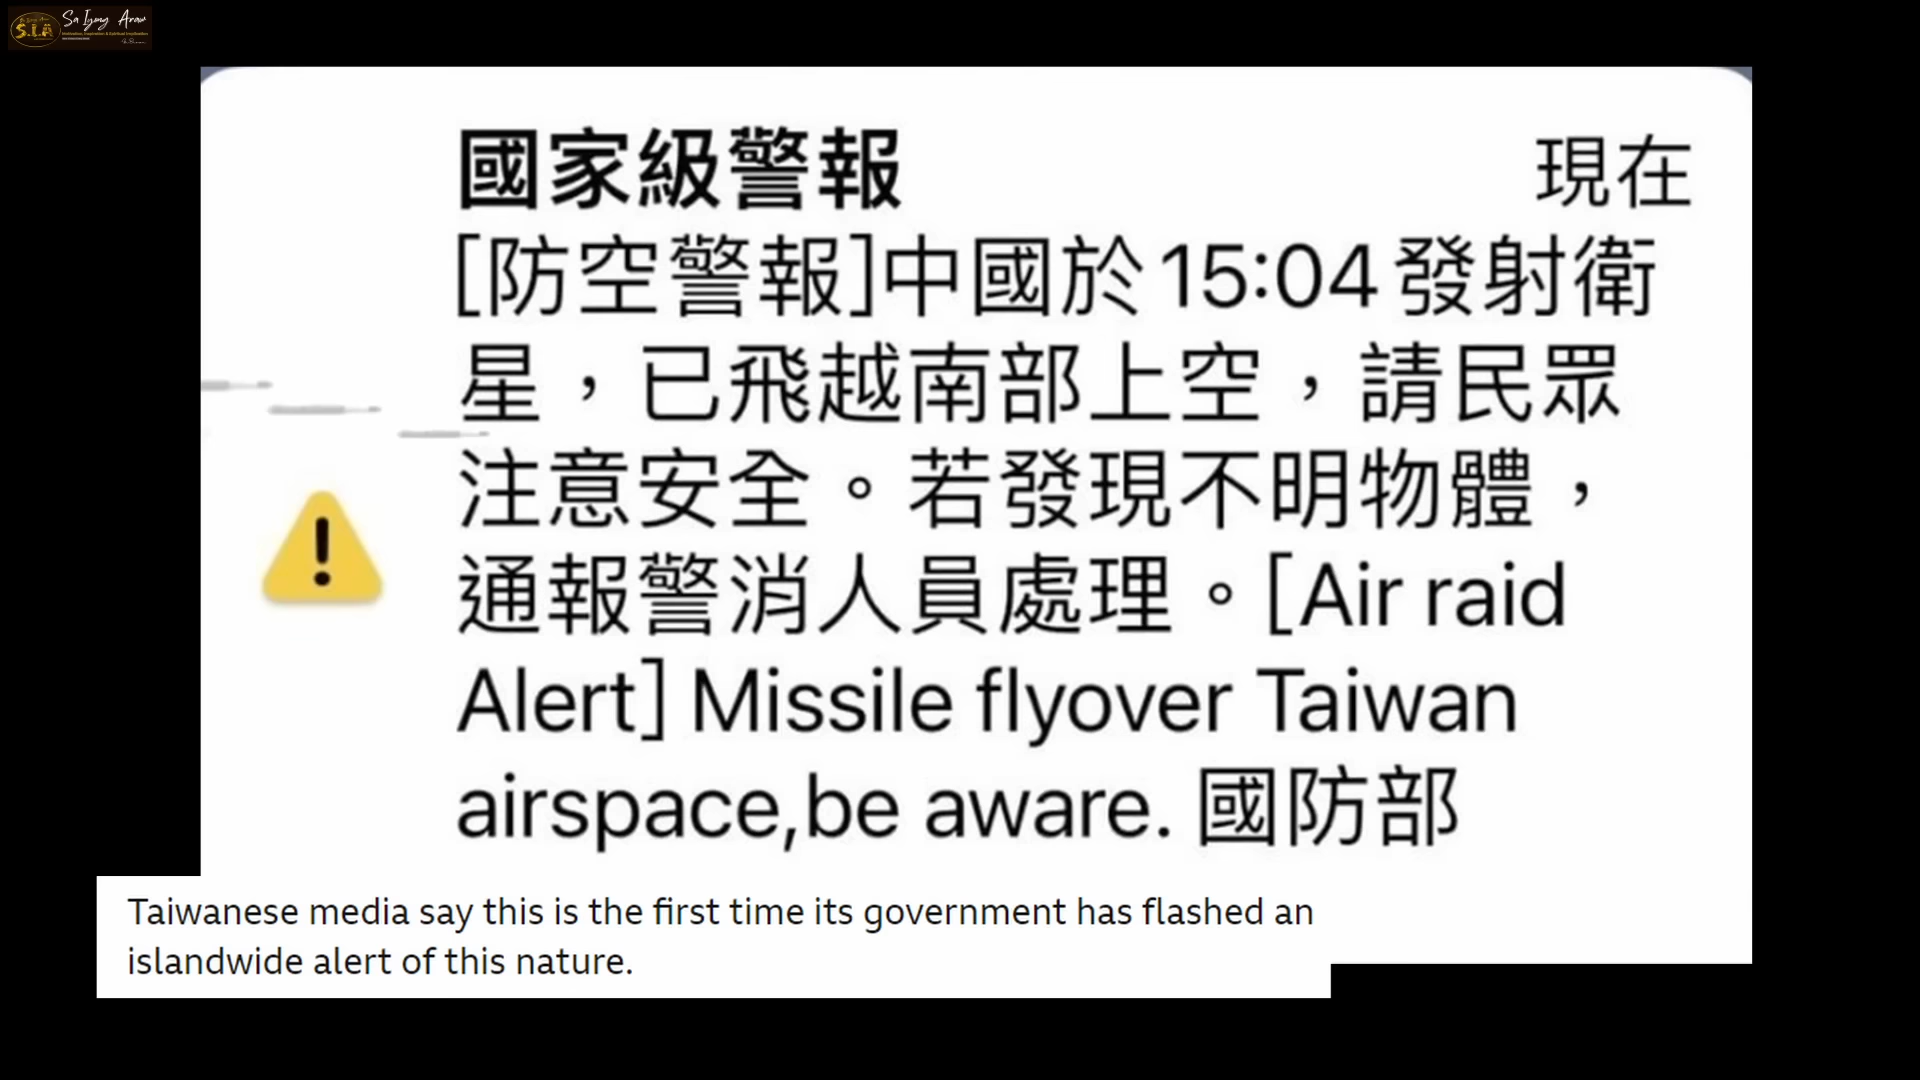 S.I.A
Sa Iyong Araw
國家級警報
現在
[防空警報]中國於15:04發射衛
星，已飛越南部上空，請民眾
注意安全。若發現不明物體，
通報警消人員處理。[Air raid
Alert] Missile flyover Taiwan
airspace,be aware. 國防部
Taiwanese media say this is the first time its government has flashed an
islandwide alert of this nature.